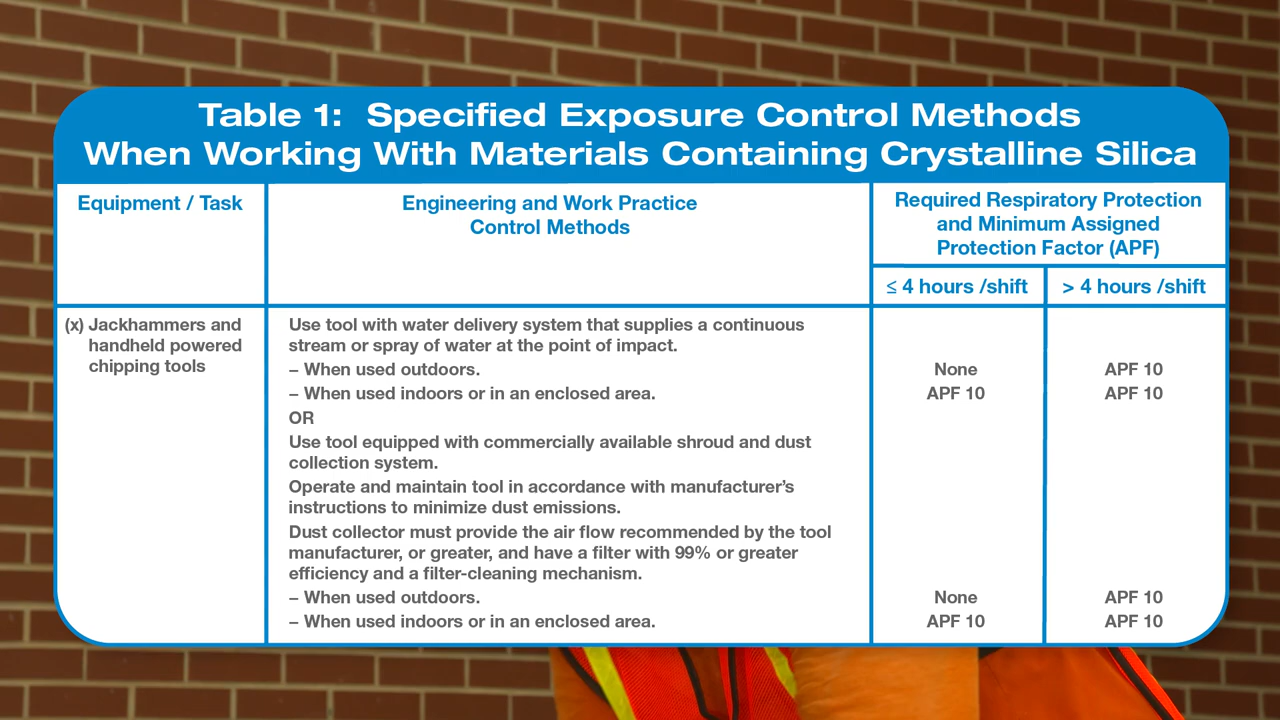 Table 1: Specified Exposure Control Methods
When Working With Materials Containing Crystalline Silica
Equipment / Task
Engineering and Work Practice
Control Methods
Required Respiratory Protection
and Minimum Assigned
Protection Factor (APF)
≤ 4 hours /shift
> 4 hours /shift
(x) Jackhammers and
handheld powered
chipping tools
Use tool with water delivery system that supplies a continuous
stream or spray of water at the point of impact.
– When used outdoors. None APF 10
– When used indoors or in an enclosed area. APF 10 APF 10
OR
Use tool equipped with commercially available shroud and dust
collection system.
Operate and maintain tool in accordance with manufacturer’s
instructions to minimize dust emissions.
Dust collector must provide the air flow recommended by the tool
manufacturer, or greater, and have a filter with 99% or greater
efficiency and a filter-cleaning mechanism.
– When used outdoors. None APF 10
– When used indoors or in an enclosed area. APF 10 APF 10